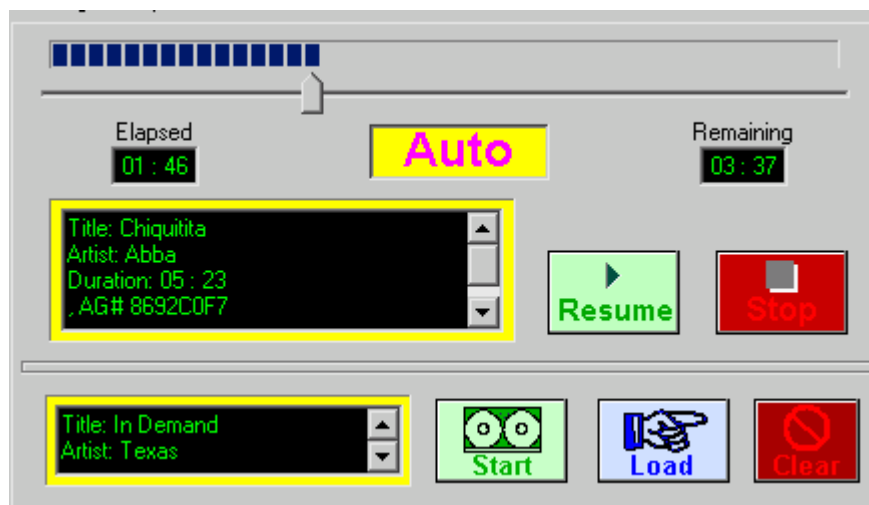 Elapsed
Auto
Remaining
01 : 46
03 : 37
Title: Chiquitita
Artist: Abba
Duration: 05 : 23
, AG# 8692C0F7
Resume
Stop
Title: In Demand
Artist: Texas
Start
Load
Clear